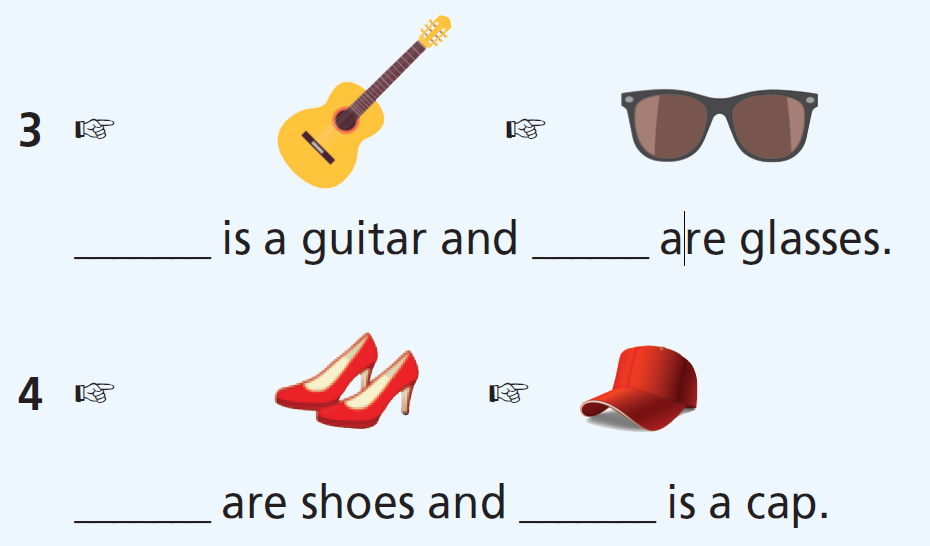 3 ☞ ☞
_______ is a guitar and ______ are glasses.
4 ☞ ☞
_______ are shoes and _______ is a cap.